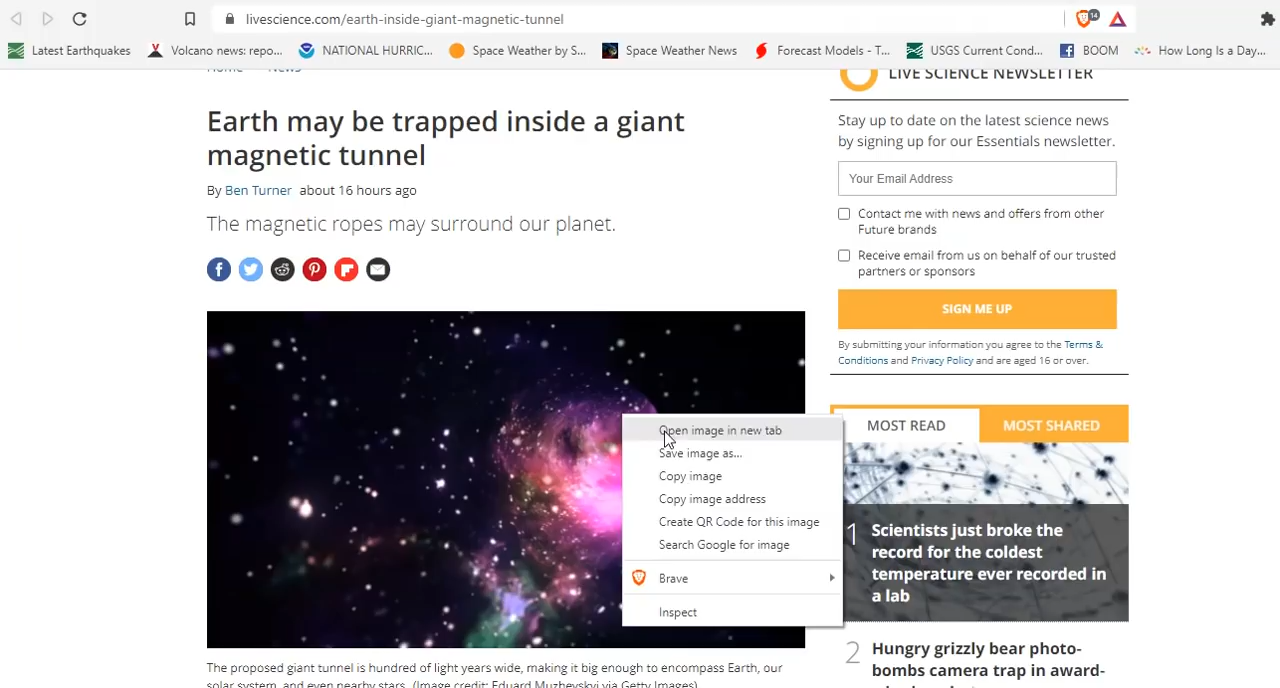 livescience.com/earth-inside-giant-magnetic-tunnel
14
Latest Earthquakes
Volcano news: repo...
NATIONAL HURRIC...
Space Weather by S...
Space Weather News
Forecast Models - T...
USGS Current Cond...
BOOM
How Long Is a Day...
Home News
Earth may be trapped inside a giant
magnetic tunnel
By Ben Turner about 16 hours ago
The magnetic ropes may surround our planet.
Open image in new tab
Save image as...
Copy image
Copy image address
Create QR Code for this image
Search Google for image
Brave
Inspect
The proposed giant tunnel is hundred of light years wide, making it big enough to encompass Earth, our
solar system, and even nearby stars. (Image credit: Eduard Muzhevskyi via Getty Images)
LIVE SCIENCE NEWSLETTER
Stay up to date on the latest science news
by signing up for our Essentials newsletter.
Your Email Address
Contact me with news and offers from other
Future brands
Receive email from us on behalf of our trusted
partners or sponsors
SIGN ME UP
By submitting your information you agree to the Terms &
Conditions and Privacy Policy and are aged 16 or over.
MOST READ
MOST SHARED
1 Scientists just broke the
record for the coldest
temperature ever recorded in
a lab
2 Hungry grizzly bear photo-
bombs camera trap in award-